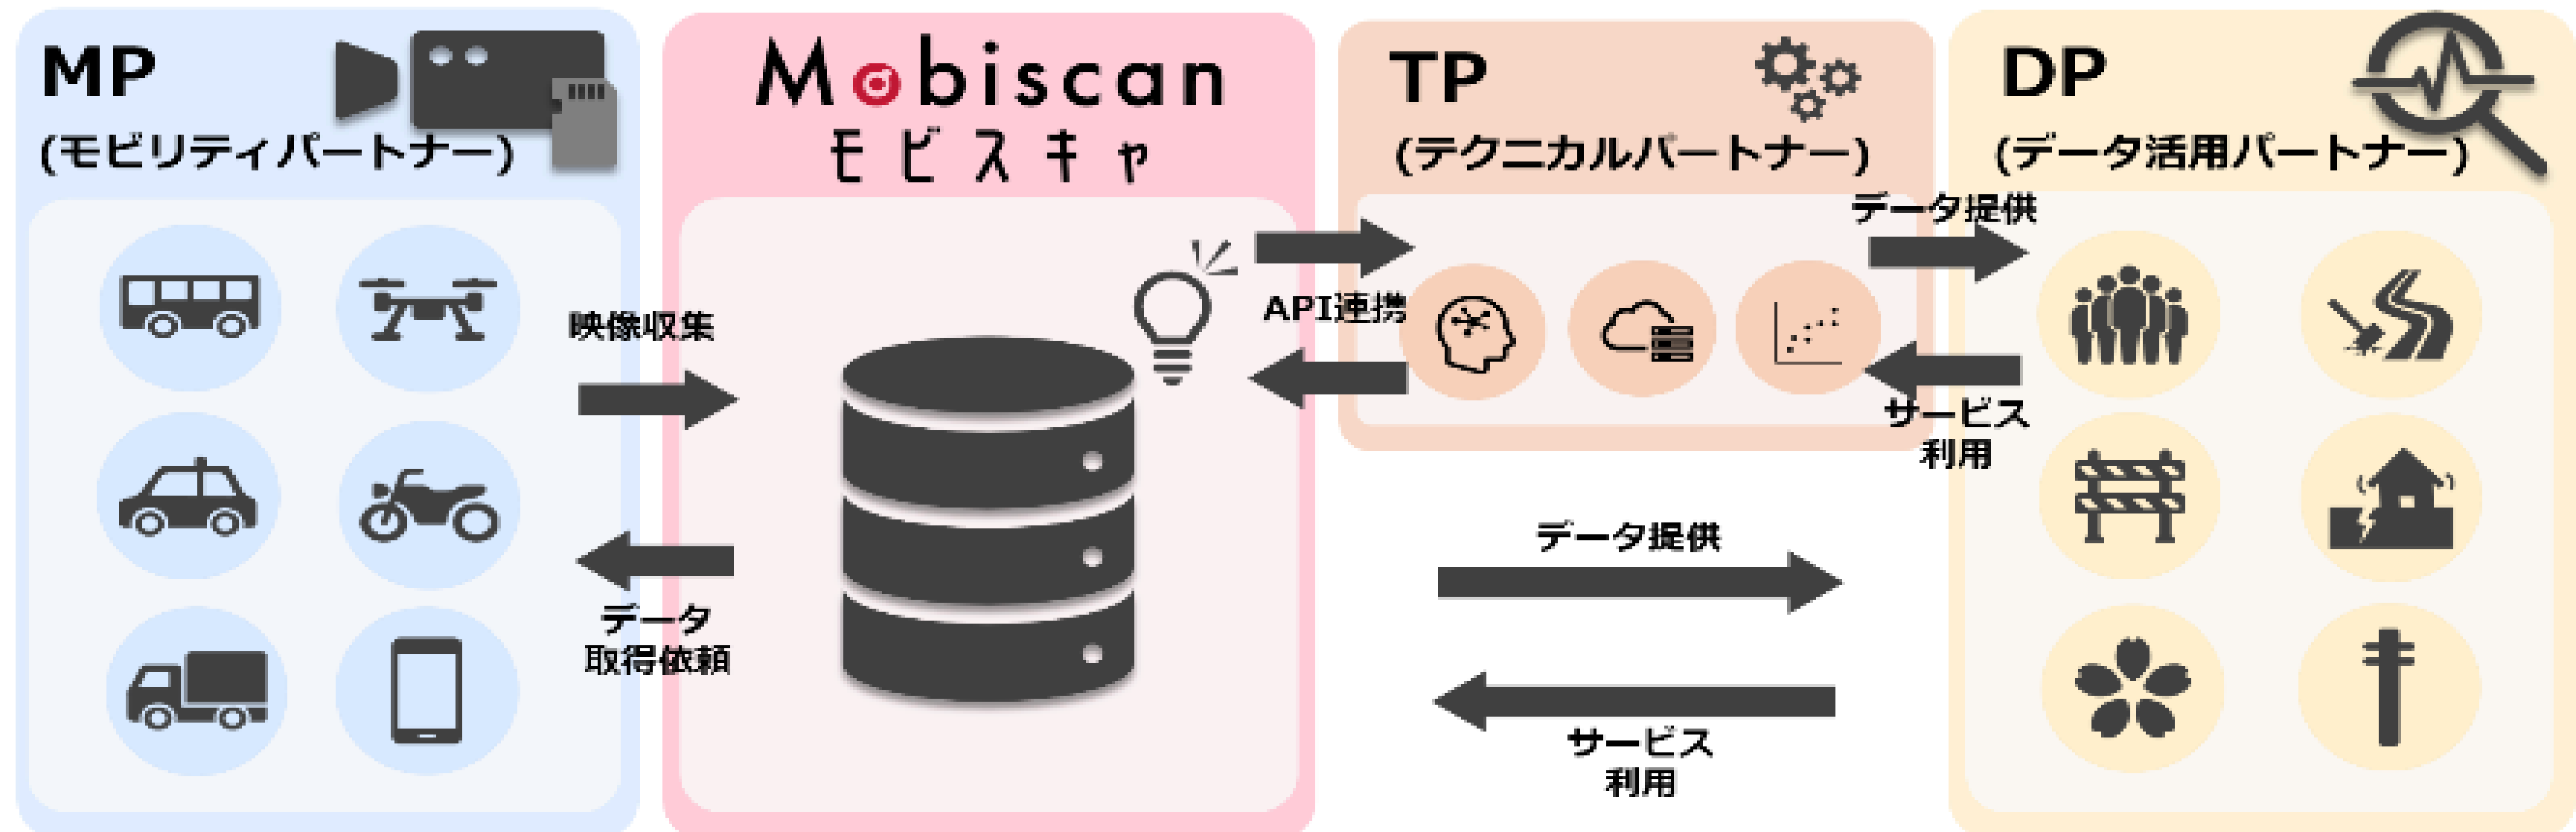 MP
(モビリティパートナー)
映像収集
データ
取得依頼
Mobiscan
モビスキャ
API連携
TP
(テクニカルパートナー)
データ提供
サービス
利用
データ提供
サービス
利用
DP
(データ活用パートナー)